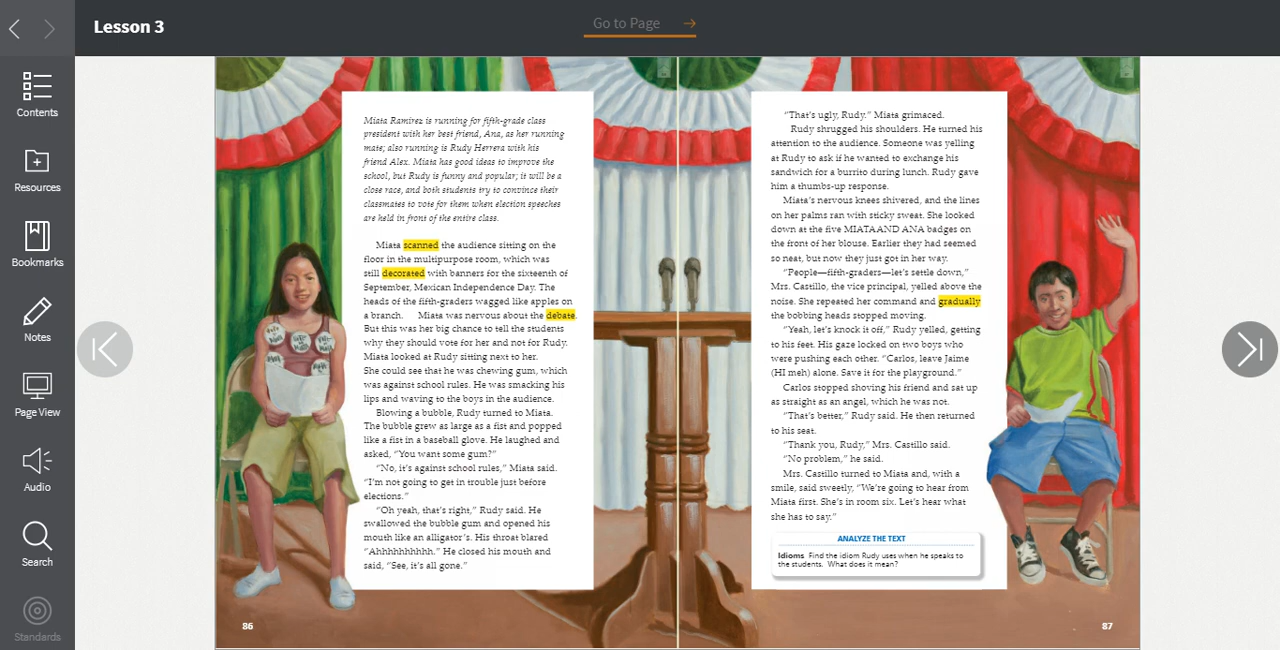 Lesson 3
Go to Page
Contents
Resources
Bookmarks
Notes
Page View
Audio
Search
Standards
Miata Ramirez is running for fifth-grade class
president with her best friend, Ana, as her running
mate; also running is Rudy Herrera with his
friend Alex. Miata has good ideas to improve the
school, but Rudy is funny and popular; it will be a
close race, and both students try to convince their
classmates to vote for them when election speeches
are held in front of the entire class.
Miata scanned the audience sitting on the
floor in the multipurpose room, which was
still decorated with banners for the sixteenth of
September, Mexican Independence Day. The
heads of the fifth-graders wagged like apples on
a branch. Miata was nervous about the debate.
But this was her big chance to tell the students
why they should vote for her and not for Rudy.
Miata looked at Rudy sitting next to her.
She could see that he was chewing gum, which
was against school rules. He was smacking his
lips and waving to the boys in the audience.
Blowing a bubble, Rudy turned to Miata.
The bubble grew as large as a fist and popped
like a fist in a baseball glove. He laughed and
asked, “You want some gum?”
“No, it’s against school rules,” Miata said.
“I’m not going to get in trouble just before
elections.”
“Oh yeah, that’s right,” Rudy said. He
swallowed the bubble gum and opened his
mouth like an alligator’s. His throat blared
“Ahhhhhhhhhh.” He closed his mouth and
said, “See, it’s all gone.”
86
“That’s ugly, Rudy.” Miata grimaced.
Rudy shrugged his shoulders. He turned his
attention to the audience. Someone was yelling
at Rudy to ask if he wanted to exchange his
sandwich for a burrito during lunch. Rudy gave
him a thumbs-up response.
Miata’s nervous knees shivered, and the lines
on her palms ran with sticky sweat. She looked
down at the five MIATAAND ANA badges on
the front of her blouse. Earlier they had seemed
so neat, but now they just got in her way.
“People—fifth-graders—let’s settle down,”
Mrs. Castillo, the vice principal, yelled above the
noise. She repeated her command and gradually
the bobbing heads stopped moving.
“Yeah, let’s knock it off,” Rudy yelled, getting
to his feet. His gaze locked on two boys who
were pushing each other. “Carlos, leave Jaime
(HI meh) alone. Save it for the playground.”
Carlos stopped shoving his friend and sat up
as straight as an angel, which he was not.
“That’s better,” Rudy said. He then returned
to his seat.
“Thank you, Rudy,” Mrs. Castillo said.
“No problem,” he said.
Mrs. Castillo turned to Miata and, with a
smile, said sweetly, “We’re going to hear from
Miata first. She’s in room six. Let’s hear what
she has to say.”
ANALYZE THE TEXT
Idioms Find the idiom Rudy uses when he speaks to
the students. What does it mean?
87